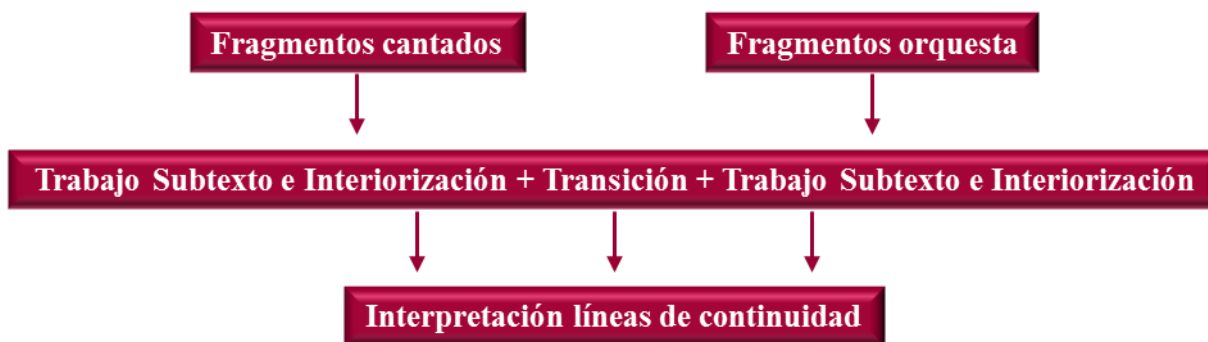 Fragmentos cantados
Fragmentos orquesta
Trabajo Subtexto e Interiorización + Transición + Trabajo Subtexto e Interiorización
Interpretación líneas de continuidad